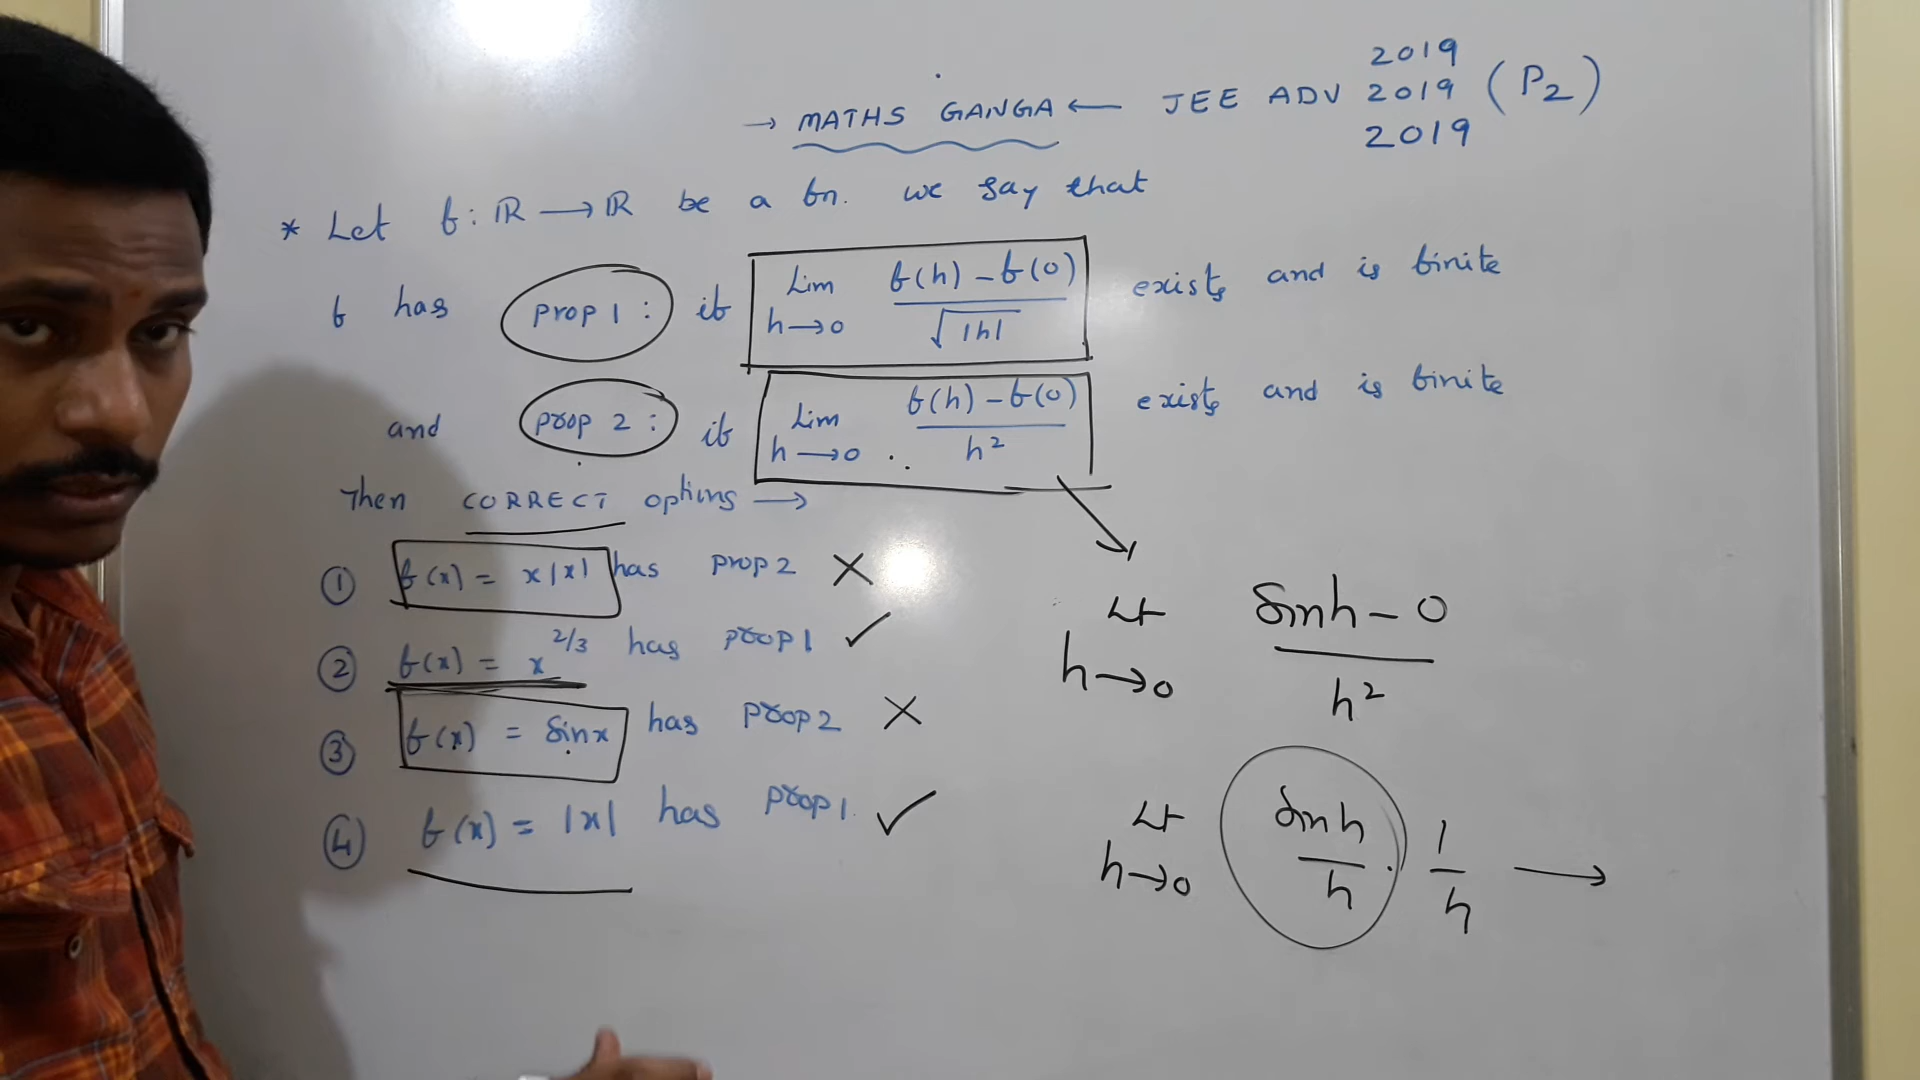 → MATHS GANGA ← JEE ADV 2019 2019 2019 (P2)
* Let f: ℝ → ℝ be a fn. we say that
f has prop 1: if Lim h→0 f(h) - f(0) / √|h| exists and is finite
and prop 2: if Lim h→0 f(h) - f(0) / h² exists and is finite
Then CORRECT options →
① f(x) = x|x| has prop 2 ✗
② f(x) = x^2/3 has prop 1 ✓
③ f(x) = Sinx has prop 2 ✗
④ f(x) = |x| has prop 1. ✓
Lt h→0 Sinh - 0 / h²
Lt h→0 Sinh / h · 1 / h →